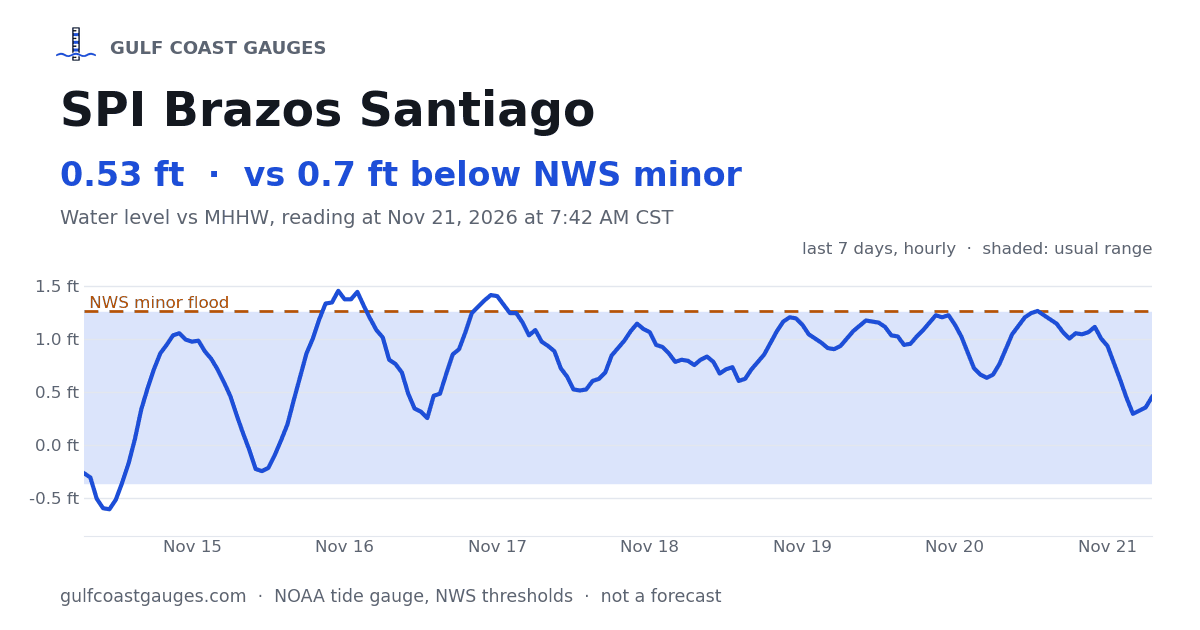 GULF COAST GAUGES
SPI Brazos Santiago
0.53 ft · vs 0.7 ft below NWS minor
Water level vs MHHW, reading at Nov 21, 2026 at 7:42 AM CST
last 7 days, hourly · shaded: usual range
1.5 ft
NWS minor flood
1.0 ft
0.5 ft
0.0 ft
-0.5 ft
Nov 15 Nov 16 Nov 17 Nov 18 Nov 19 Nov 20 Nov 21
gulfcoastgauges.com · NOAA tide gauge, NWS thresholds · not a forecast